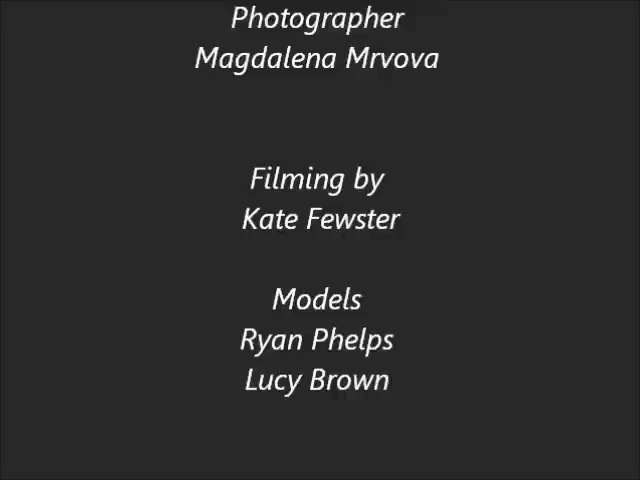 Photographer
Magdalena Mrvova
Filming by
Kate Fewster
Models
Ryan Phelps
Lucy Brown